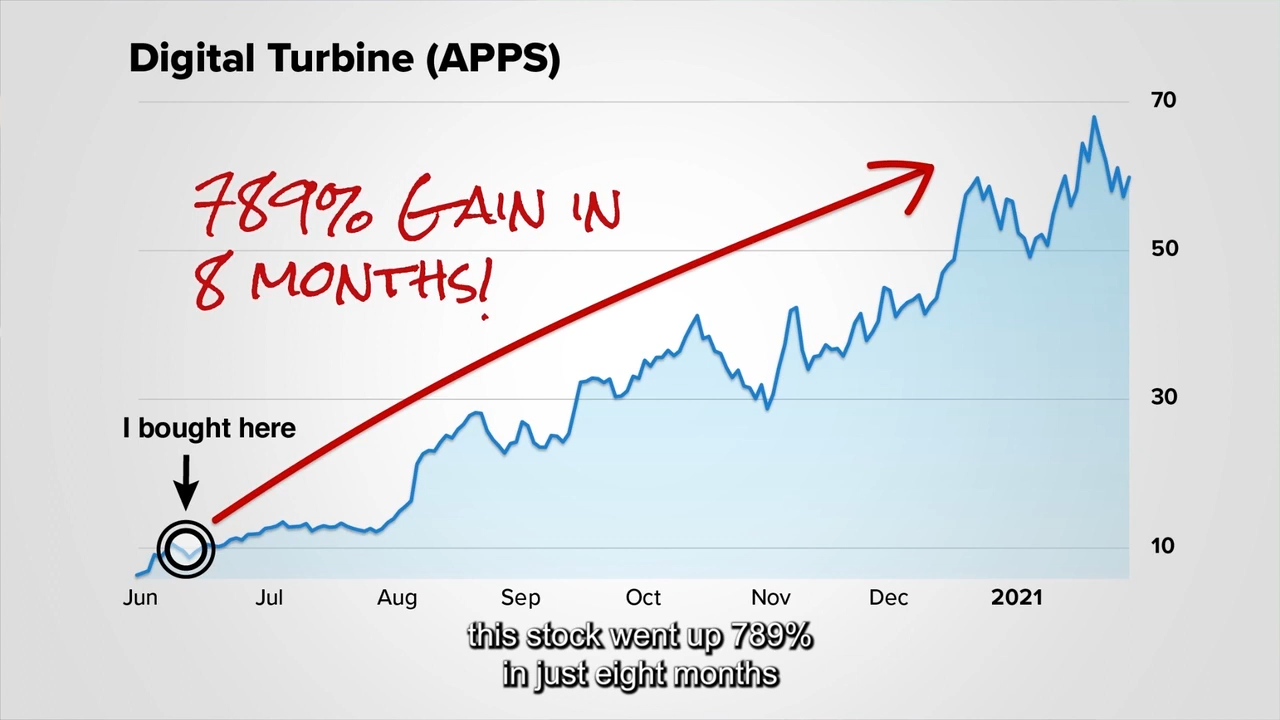 Digital Turbine (APPS)
70
789% GAIN IN
8 MONTHS!
50
30
I bought here
10
Jun Jul Aug Sep Oct Nov Dec 2021
this stock went up 789%
in just eight months